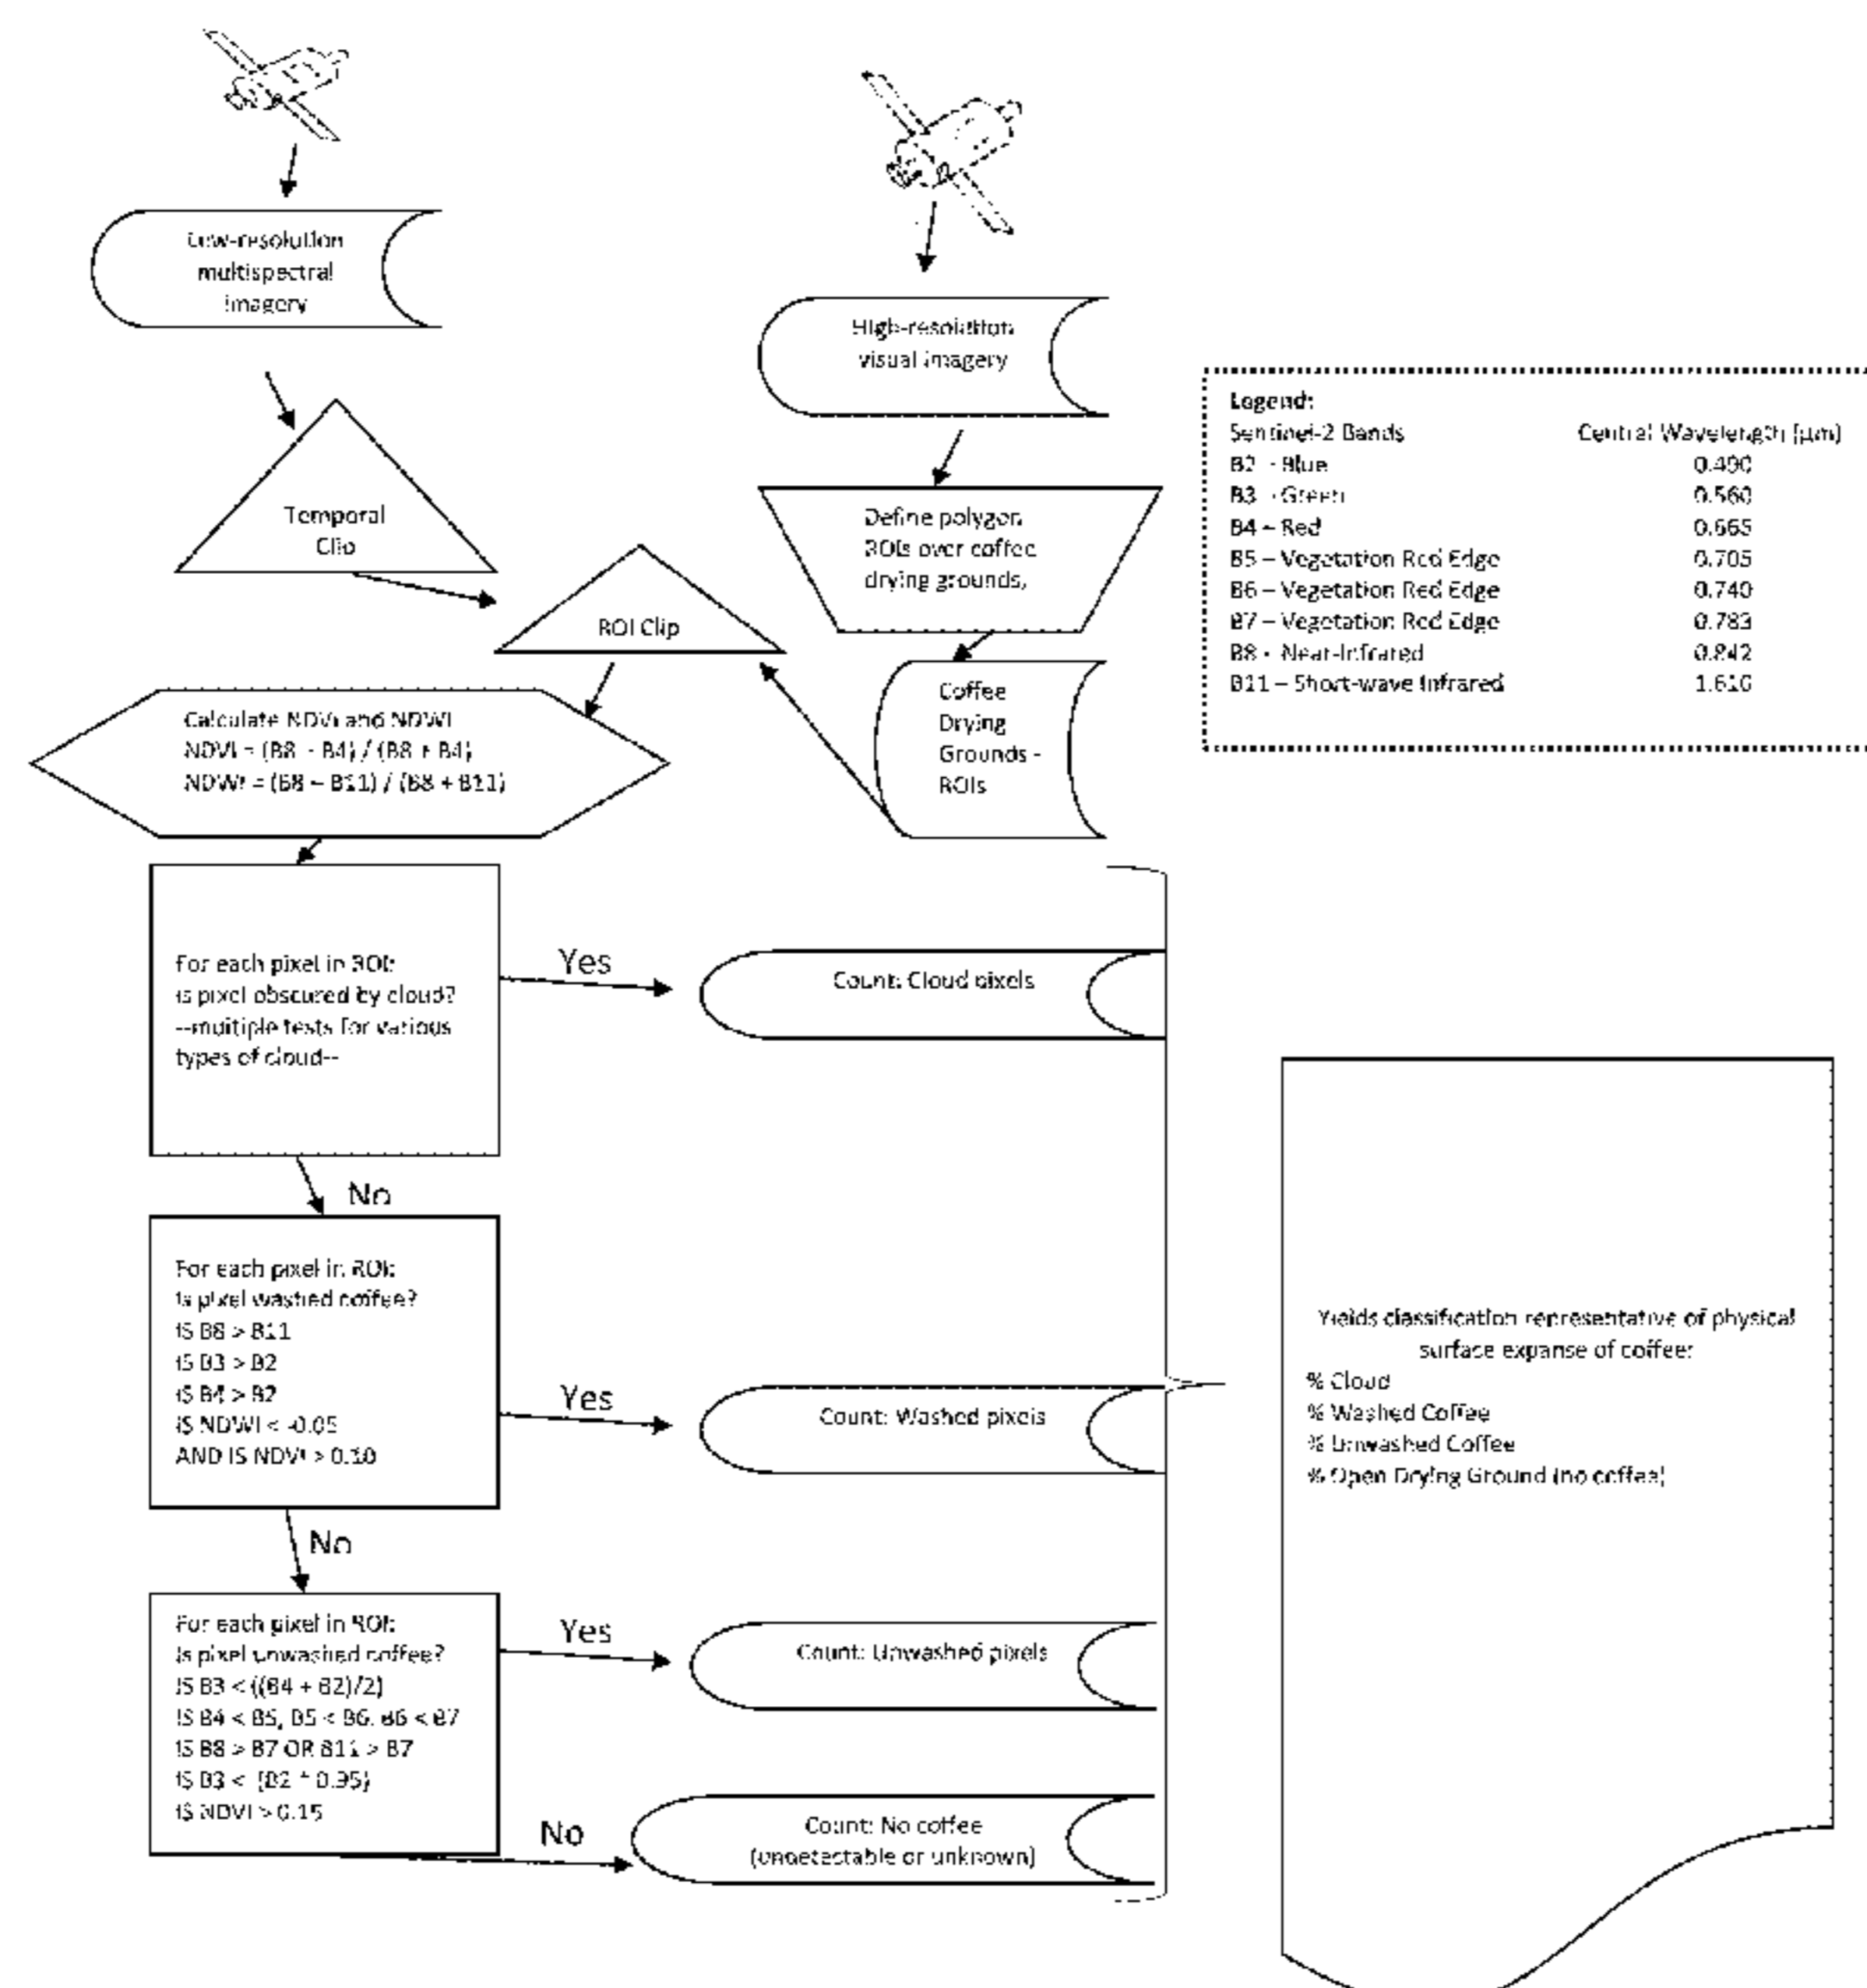 Low-resolution
multispectral
imagery
High-resolution
visual imagery
Temporal
Clip
ROI Clip
Define polygon
ROIs over coffee
drying grounds,
Coffee
Drying
Grounds -
ROIs
Legend:
Sentinel-2 Bands Central Wavelength (µm)
B2 - Blue 0.490
B3 - Green 0.560
B4 – Red 0.665
B5 – Vegetation Red Edge 0.705
B6 – Vegetation Red Edge 0.740
B7 – Vegetation Red Edge 0.783
B8 - Near-Infrared 0.842
B11 – Short-wave Infrared 1.610
Calculate NDVI and NDWI
NDVI = (B8 - B4) / (B8 + B4)
NDWI = (B8 – B11) / (B8 + B11)
For each pixel in ROI:
Is pixel obscured by cloud?
--multiple tests for various
types of cloud--
Yes
Count: Cloud pixels
No
For each pixel in ROI:
Is pixel washed coffee?
IS B8 > B11
IS B3 > B2
IS B4 > B2
IS NDWI < -0.05
AND IS NDVI > 0.10
Yes
Count: Washed pixels
No
For each pixel in ROI:
Is pixel unwashed coffee?
IS B3 < ((B4 + B2)/2)
IS B4 < B5, B5 < B6, B6 < B7
IS B8 > B7 OR B11 > B7
IS B3 < (B2 * 0.95)
IS NDVI > 0.15
Yes
Count: Unwashed pixels
No
Count: No coffee
(undetectable or unknown)
Yields classification representative of physical
surface expanse of coffee:
% Cloud
% Washed Coffee
% Unwashed Coffee
% Open Drying Ground (no coffee)